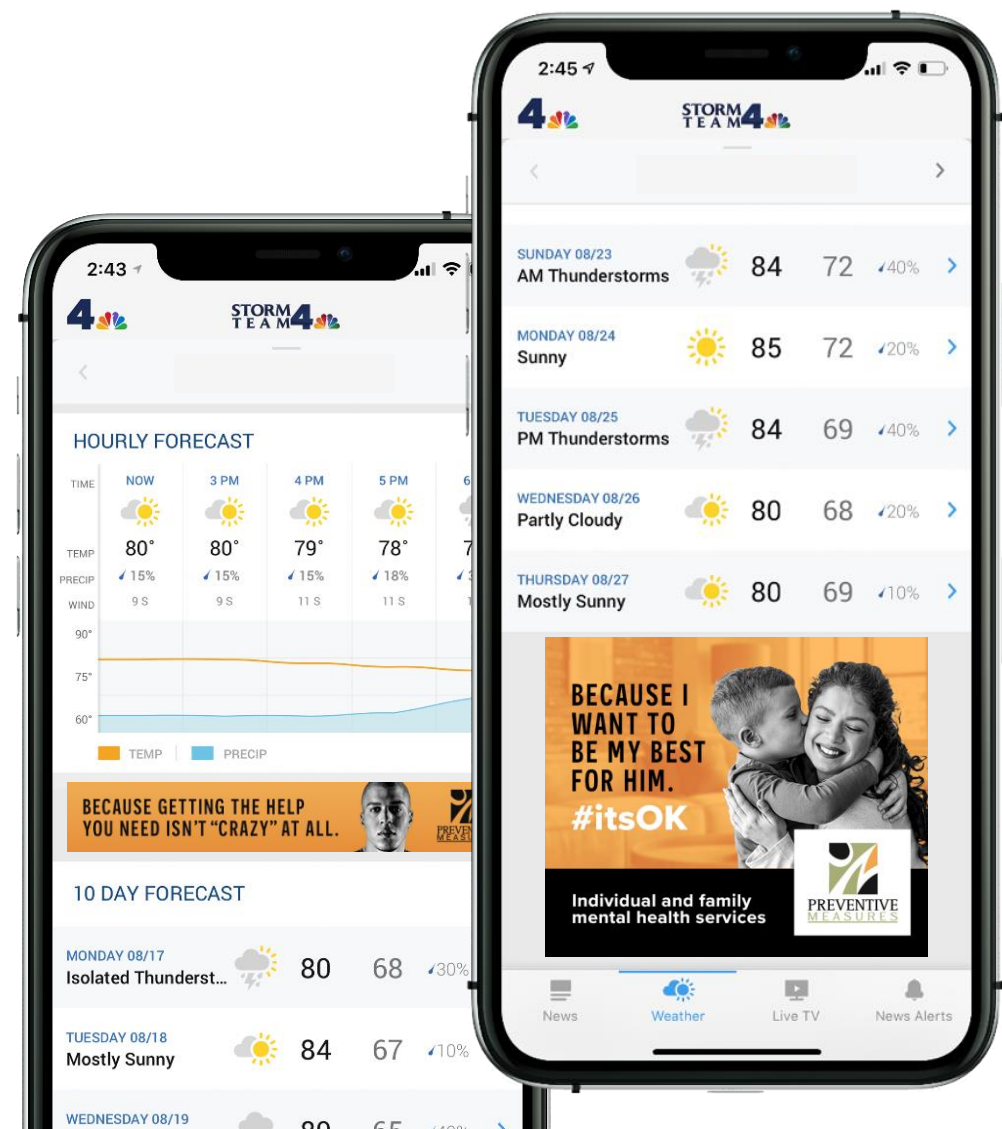 2:43
4
STORM
TEAM 4
HOURLY FORECAST
TIME NOW 3 PM 4 PM 5 PM 6
TEMP 80° 80° 79° 78° 7
PRECIP 15% 15% 15% 18%
WIND 9 S 9 S 11 S 11 S
90°
75°
60°
TEMP PRECIP
BECAUSE GETTING THE HELP
YOU NEED ISN'T "CRAZY" AT ALL.
10 DAY FORECAST
MONDAY 08/17
Isolated Thunderst... 80 68 30%
TUESDAY 08/18
Mostly Sunny 84 67 10%
WEDNESDAY 08/19
2:45
4
STORM
TEAM 4
SUNDAY 08/23
AM Thunderstorms 84 72 40%
MONDAY 08/24
Sunny 85 72 20%
TUESDAY 08/25
PM Thunderstorms 84 69 40%
WEDNESDAY 08/26
Partly Cloudy 80 68 20%
THURSDAY 08/27
Mostly Sunny 80 69 10%
BECAUSE I
WANT TO
BE MY BEST
FOR HIM.
#itsOK
Individual and family
mental health services
PREVENTIVE
MEASURES
News Weather Live TV News Alerts